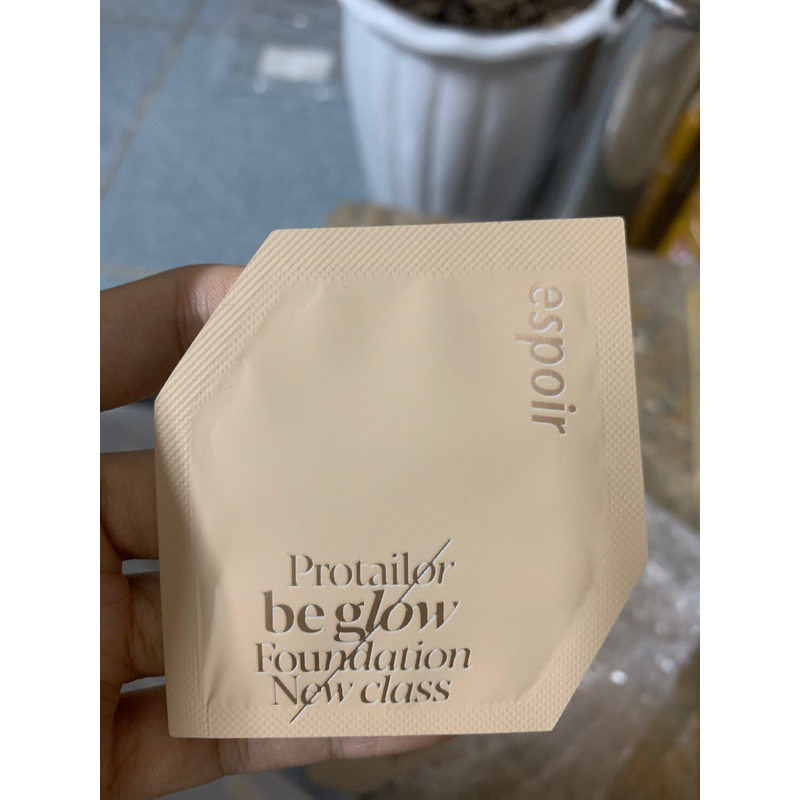 espoir
Protailor
be glow
Foundation
New class